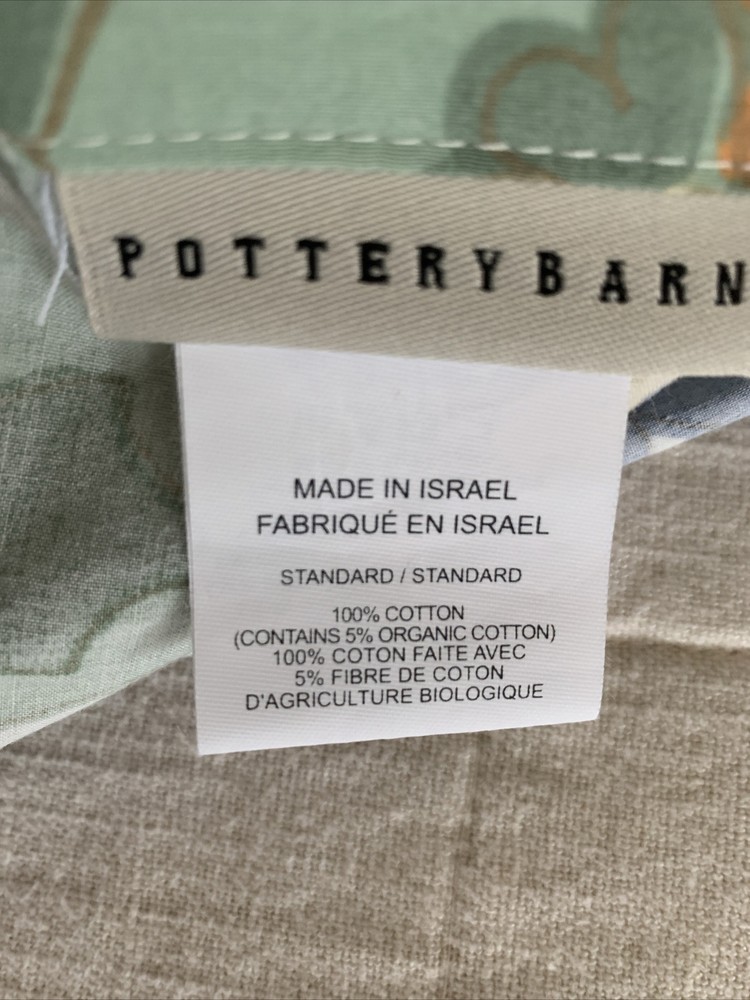 POTTERYBARN
MADE IN ISRAEL
FABRIQUÉ EN ISRAEL
STANDARD / STANDARD
100% COTTON
(CONTAINS 5% ORGANIC COTTON)
100% COTON FAITE AVEC
5% FIBRE DE COTON
D'AGRICULTURE BIOLOGIQUE